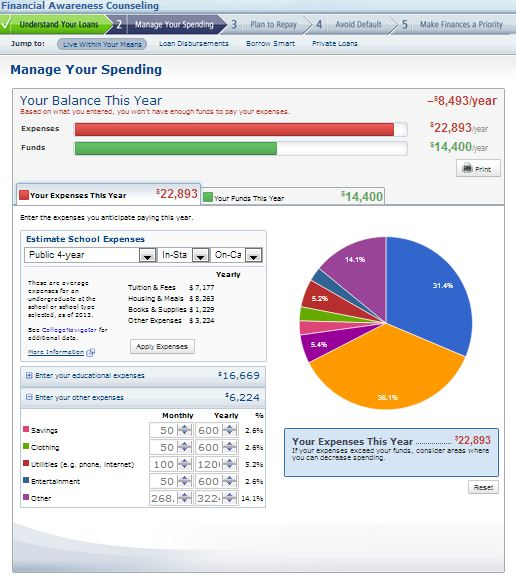 Financial Awareness Counseling
Understand Your Loans 2 Manage Your Spending 3 Plan to Repay 4 Avoid Default 5 Make Finances a Priority
Jump to: Live Within Your Means Loan Disbursements Borrow Smart Private Loans
Manage Your Spending
Your Balance This Year –$8,493/year
Based on what you entered, you won't have enough funds to pay your expenses.
Expenses $22,893/year
Funds $14,400/year
Print
Your Expenses This Year $22,893 Your Funds This Year $14,400
Enter the expenses you anticipate paying this year.
Estimate School Expenses
Public 4-year In-Sta On-Ca
These are average expenses for an undergraduate at the school or school type selected, as of 2013.
See CollegeNavigator for additional data.
More Information
Yearly
Tuition & Fees $7,177
Housing & Meals $8,263
Books & Supplies $1,229
Other Expenses $3,224
Apply Expenses
Enter your educational expenses $16,669
Enter your other expenses $6,224
Monthly Yearly %
Savings 50 600 2.6%
Clothing 50 600 2.6%
Utilities (e.g. phone, internet) 100 120 5.2%
Entertainment 50 600 2.6%
Other 268. 322 14.1%
14.1%
31.4%
5.2%
5.4%
36.1%
Your Expenses This Year ............ $22,893
If your expenses exceed your funds, consider areas where
you can decrease spending.
Reset